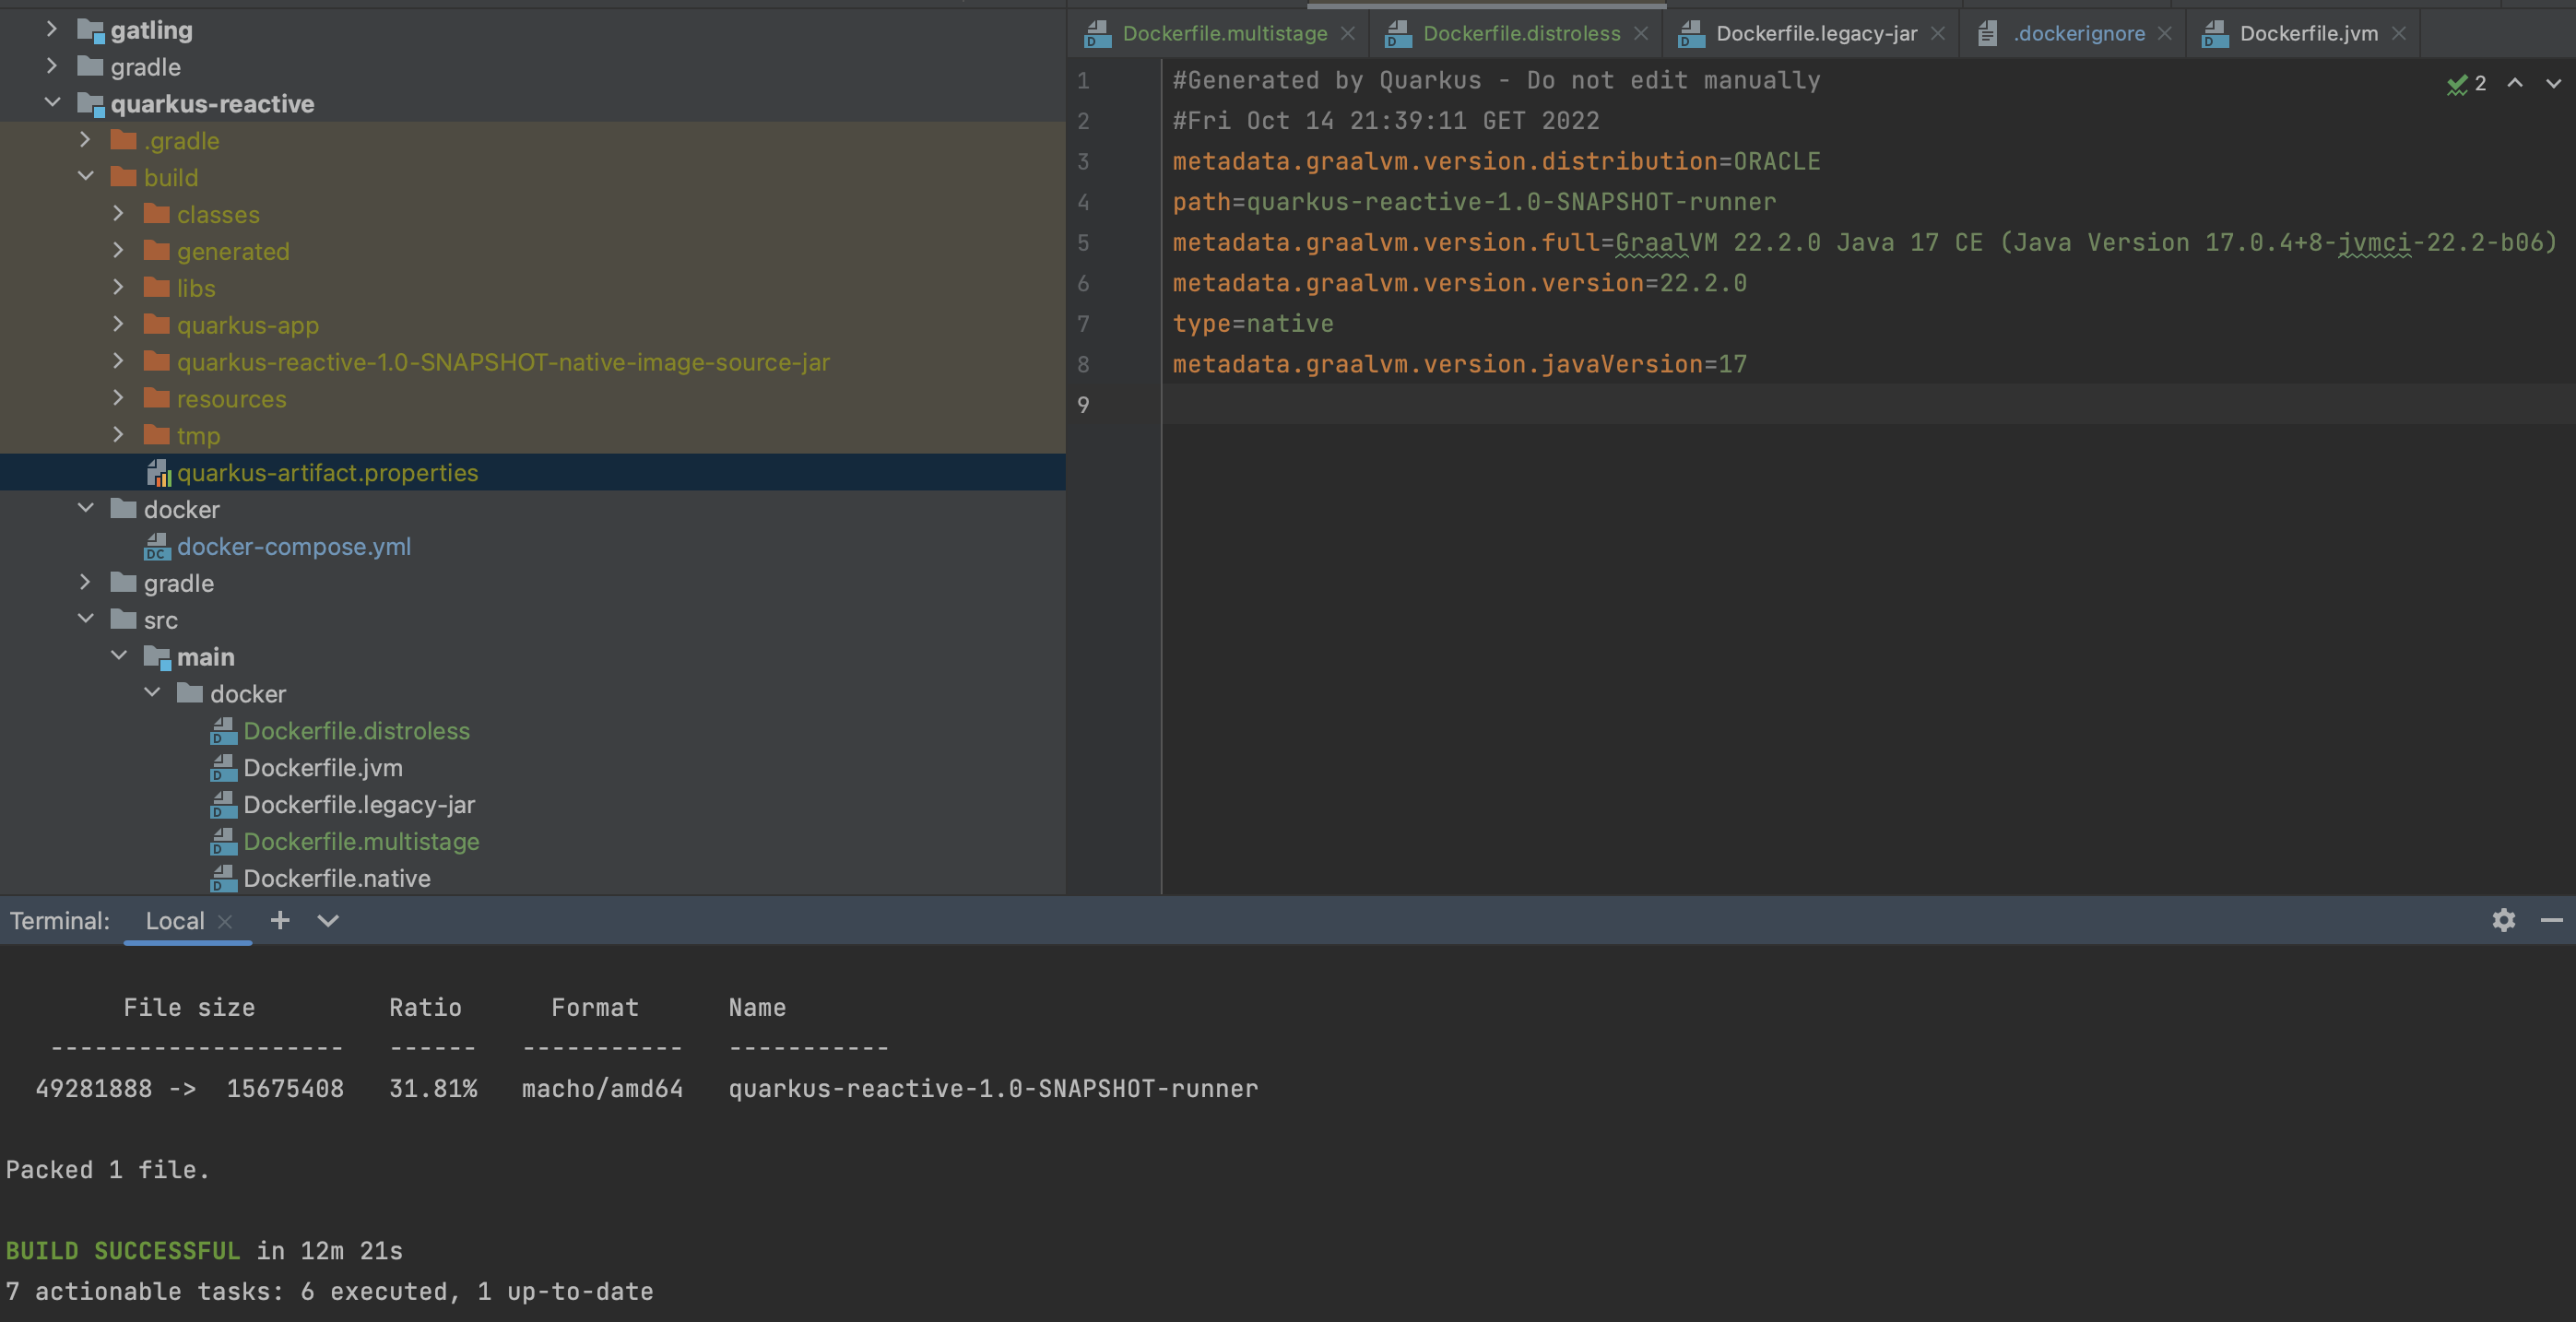 gatling
gradle
quarkus-reactive
.gradle
build
classes
generated
libs
quarkus-app
quarkus-reactive-1.0-SNAPSHOT-native-image-source-jar
resources
tmp
quarkus-artifact.properties
docker
DC docker-compose.yml
gradle
src
main
docker
D Dockerfile.distroless
D Dockerfile.jvm
D Dockerfile.legacy-jar
D Dockerfile.multistage
D Dockerfile.native
D Dockerfile.multistage D Dockerfile.distroless D Dockerfile.legacy-jar .dockerignore D Dockerfile.jvm
2
1 #Generated by Quarkus - Do not edit manually
2 #Fri Oct 14 21:39:11 GET 2022
3 metadata.graalvm.version.distribution=ORACLE
4 path=quarkus-reactive-1.0-SNAPSHOT-runner
5 metadata.graalvm.version.full=GraalVM 22.2.0 Java 17 CE (Java Version 17.0.4+8-jvmci-22.2-b06)
6 metadata.graalvm.version.version=22.2.0
7 type=native
8 metadata.graalvm.version.javaVersion=17
9
Terminal: Local
File size Ratio Format Name
-------------------- ------ ----------- -----------
49281888 -> 15675408 31.81% macho/amd64 quarkus-reactive-1.0-SNAPSHOT-runner
Packed 1 file.
BUILD SUCCESSFUL in 12m 21s
7 actionable tasks: 6 executed, 1 up-to-date